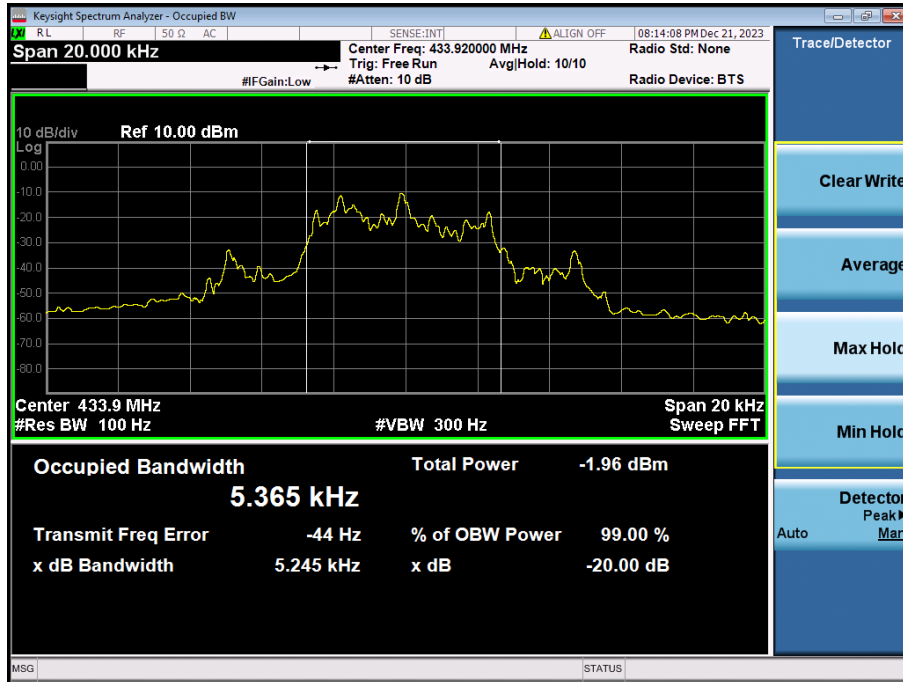 Keysight Spectrum Analyzer - Occupied BW
LXI RL RF 50 Ω AC SENSE:INT ALIGN OFF 08:14:08 PM Dec 21, 2023
Span 20.000 kHz
Center Freq: 433.920000 MHz Radio Std: None
Trig: Free Run Avg|Hold: 10/10
#IFGain:Low #Atten: 10 dB Radio Device: BTS
Trace/Detector
10 dB/div Ref 10.00 dBm
Log
0.00
-10.0
-20.0
-30.0
-40.0
-50.0
-60.0
-70.0
-80.0
Center 433.9 MHz Span 20 kHz
#Res BW 100 Hz #VBW 300 Hz Sweep FFT
Clear Write
Average
Max Hold
Min Hold
Detector
Peak
Auto Man
Occupied Bandwidth Total Power -1.96 dBm
5.365 kHz
Transmit Freq Error -44 Hz % of OBW Power 99.00 %
x dB Bandwidth 5.245 kHz x dB -20.00 dB
MSG STATUS